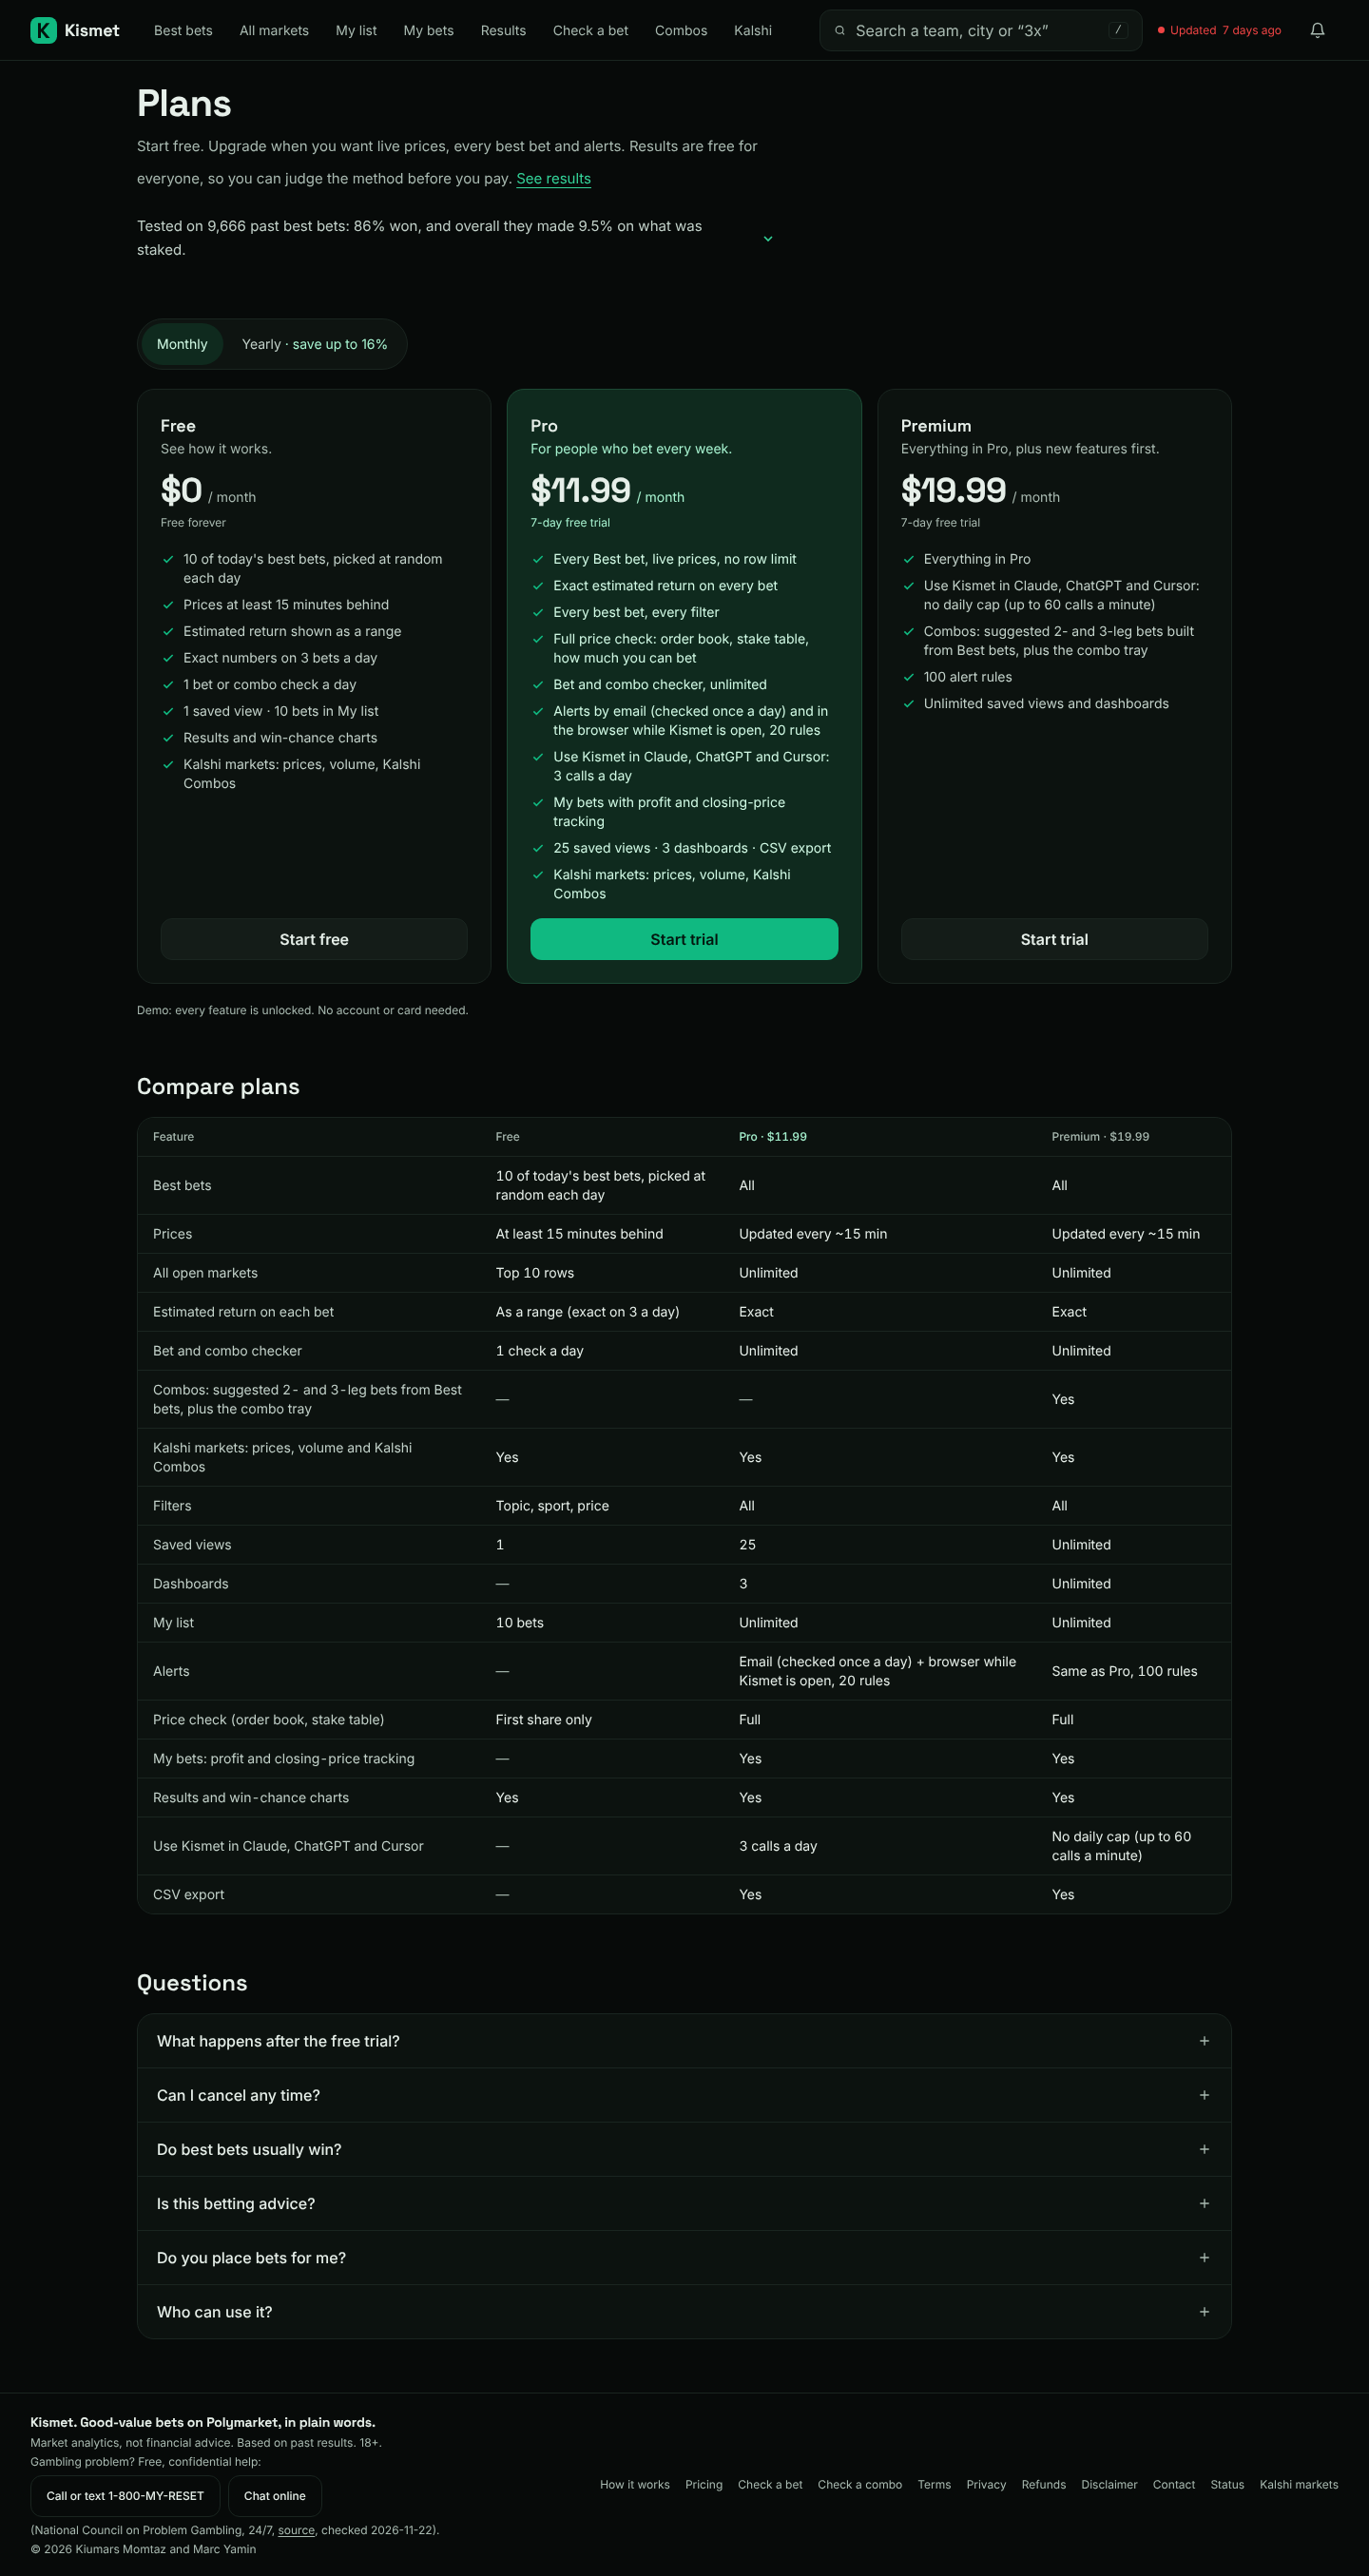 Kismet
Best bets
All markets
My list
My bets
Results
Check a bet
Combos
Kalshi
Search a team, city or “3x”
/
Updated 7 days ago
Plans
Start free. Upgrade when you want live prices, every best bet and alerts. Results are free for
everyone, so you can judge the method before you pay. See results
Tested on 9,666 past best bets: 86% won, and overall they made 9.5% on what was
staked.
Monthly
Yearly · save up to 16%
Free
See how it works.
$0 / month
Free forever
10 of today's best bets, picked at random
each day
Prices at least 15 minutes behind
Estimated return shown as a range
Exact numbers on 3 bets a day
1 bet or combo check a day
1 saved view · 10 bets in My list
Results and win-chance charts
Kalshi markets: prices, volume, Kalshi
Combos
Start free
Pro
For people who bet every week.
$11.99 / month
7-day free trial
Every Best bet, live prices, no row limit
Exact estimated return on every bet
Every best bet, every filter
Full price check: order book, stake table,
how much you can bet
Bet and combo checker, unlimited
Alerts by email (checked once a day) and in
the browser while Kismet is open, 20 rules
Use Kismet in Claude, ChatGPT and Cursor:
3 calls a day
My bets with profit and closing-price
tracking
25 saved views · 3 dashboards · CSV export
Kalshi markets: prices, volume, Kalshi
Combos
Start trial
Premium
Everything in Pro, plus new features first.
$19.99 / month
7-day free trial
Everything in Pro
Use Kismet in Claude, ChatGPT and Cursor:
no daily cap (up to 60 calls a minute)
Combos: suggested 2- and 3-leg bets built
from Best bets, plus the combo tray
100 alert rules
Unlimited saved views and dashboards
Start trial
Demo: every feature is unlocked. No account or card needed.
Compare plans
Feature Free Pro · $11.99 Premium · $19.99
Best bets 10 of today's best bets, picked at
random each day All All
Prices At least 15 minutes behind Updated every ~15 min Updated every ~15 min
All open markets Top 10 rows Unlimited Unlimited
Estimated return on each bet As a range (exact on 3 a day) Exact Exact
Bet and combo checker 1 check a day Unlimited Unlimited
Combos: suggested 2- and 3-leg bets from Best
bets, plus the combo tray — — Yes
Kalshi markets: prices, volume and Kalshi
Combos Yes Yes Yes
Filters Topic, sport, price All All
Saved views 1 25 Unlimited
Dashboards — 3 Unlimited
My list 10 bets Unlimited Unlimited
Alerts — Email (checked once a day) + browser while
Kismet is open, 20 rules Same as Pro, 100 rules
Price check (order book, stake table) First share only Full Full
My bets: profit and closing-price tracking — Yes Yes
Results and win-chance charts Yes Yes Yes
Use Kismet in Claude, ChatGPT and Cursor — 3 calls a day No daily cap (up to 60
calls a minute)
CSV export — Yes Yes
Questions
What happens after the free trial? +
Can I cancel any time? +
Do best bets usually win? +
Is this betting advice? +
Do you place bets for me? +
Who can use it? +
Kismet. Good-value bets on Polymarket, in plain words.
Market analytics, not financial advice. Based on past results. 18+.
Gambling problem? Free, confidential help:
Call or text 1-800-MY-RESET
Chat online
(National Council on Problem Gambling, 24/7, source, checked 2026-11-22).
© 2026 Kiumars Momtaz and Marc Yamin
How it works
Pricing
Check a bet
Check a combo
Terms
Privacy
Refunds
Disclaimer
Contact
Status
Kalshi markets